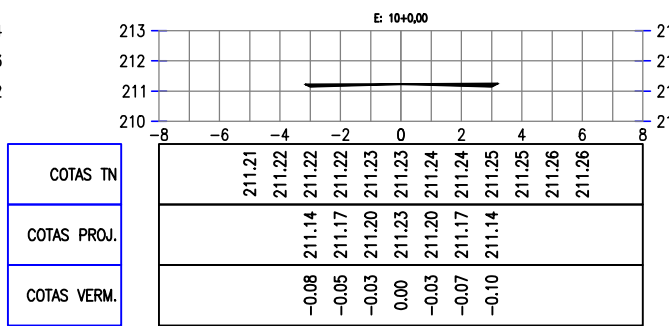 E: 10+0,00
213
212
211
210
-8 -6 -4 -2 0 2 4 6 8
COTAS TN 211.21 211.22 211.22 211.22 211.23 211.23 211.24 211.24 211.25 211.25 211.26 211.26
COTAS PROJ. 211.14 211.17 211.20 211.23 211.20 211.17 211.14
COTAS VERM. -0.08 -0.05 -0.03 0.00 -0.03 -0.07 -0.10